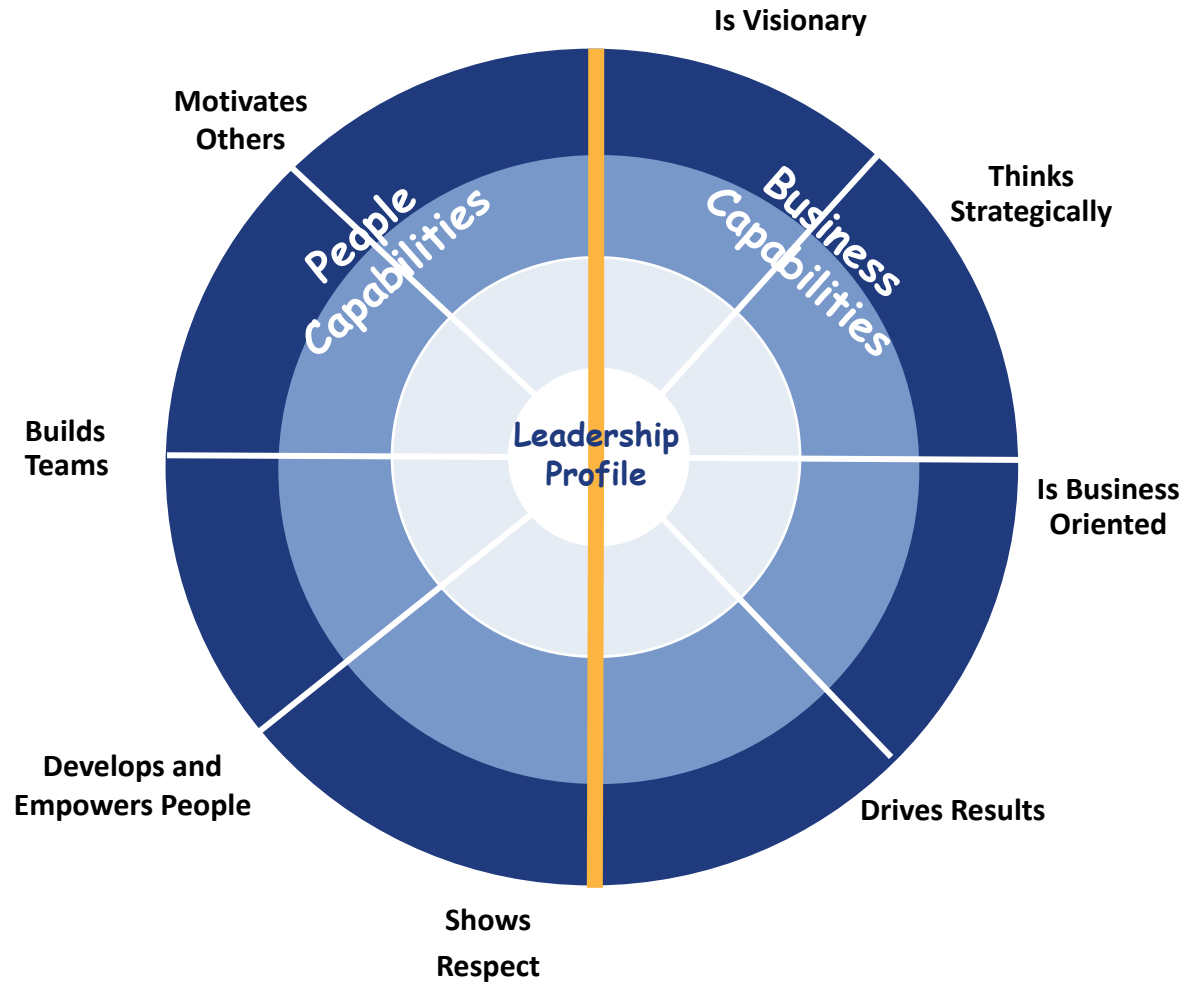 Is Visionary
Motivates
Others
Thinks
Strategically
People
Capabilities
Business
Capabilities
Builds
Teams
Leadership
Profile
Is Business
Oriented
Develops and
Empowers People
Drives Results
Shows
Respect